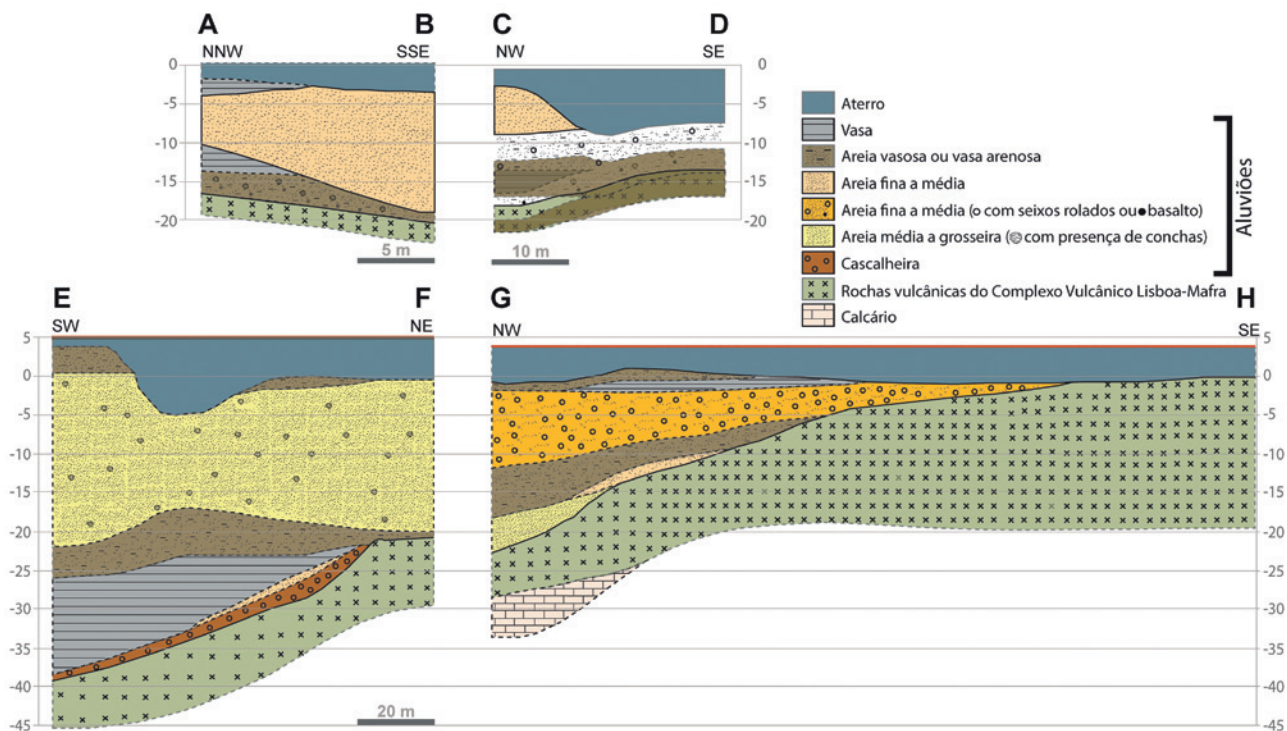 A B C D
NNW SSE NW SE
0 0
-5 -5
-10 -10
-15 -15
-20 -20
5 m 10 m
Aterro
Vasa
Areia vasosa ou vasa arenosa
Areia fina a média
Areia fina a média (o com seixos rolados ou ● basalto)
Areia média a grosseira (com presença de conchas)
Cascalheira
Rochas vulcânicas do Complexo Vulcânico Lisboa-Mafra
Calcário
Aluviões
E F G H
SW NE NW SE
5 5
0 0
-5 -5
-10 -10
-15 -15
-20 -20
-25 -25
-30 -30
-35 -35
-40 -40
-45 -45
20 m